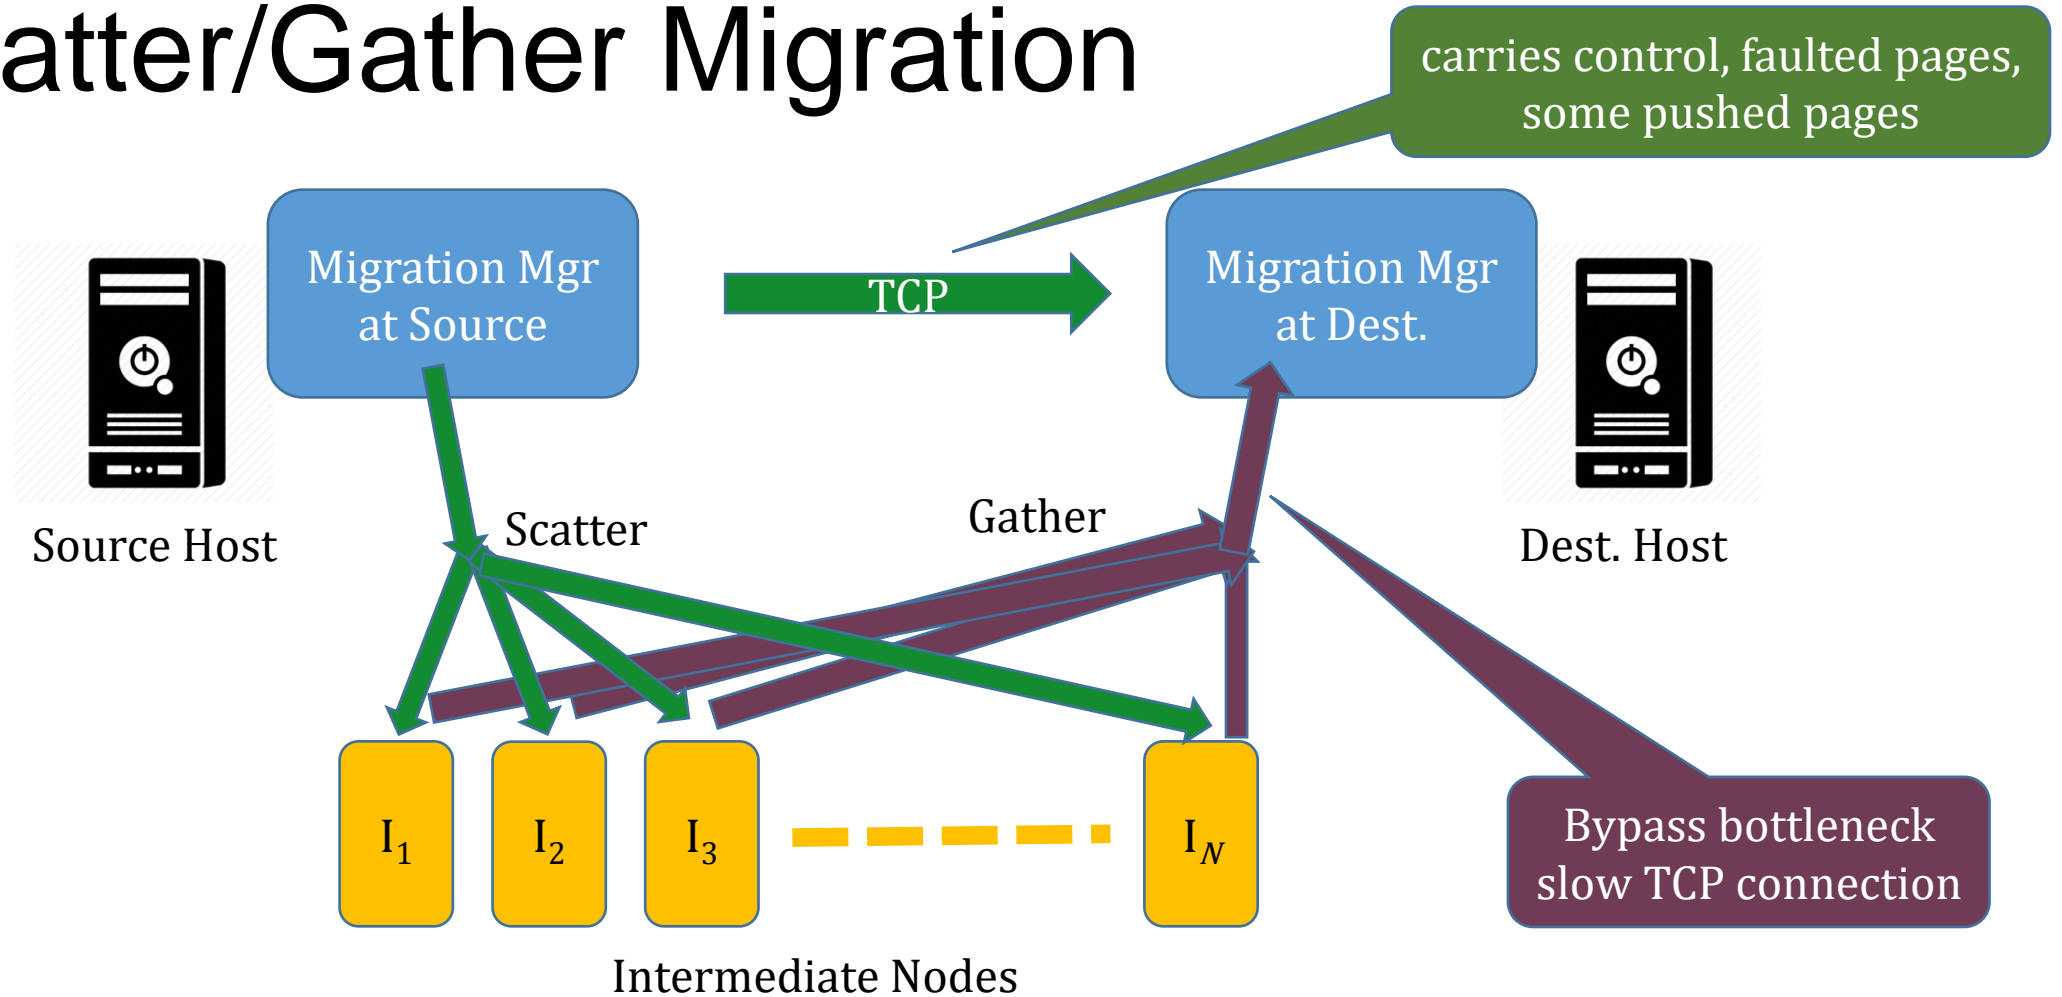 atter/Gather Migration
carries control, faulted pages,
some pushed pages
Migration Mgr
at Source
TCP
Migration Mgr
at Dest.
Source Host
Scatter
Gather
Dest. Host
I₁
I₂
I₃
I_N
Bypass bottleneck
slow TCP connection
Intermediate Nodes